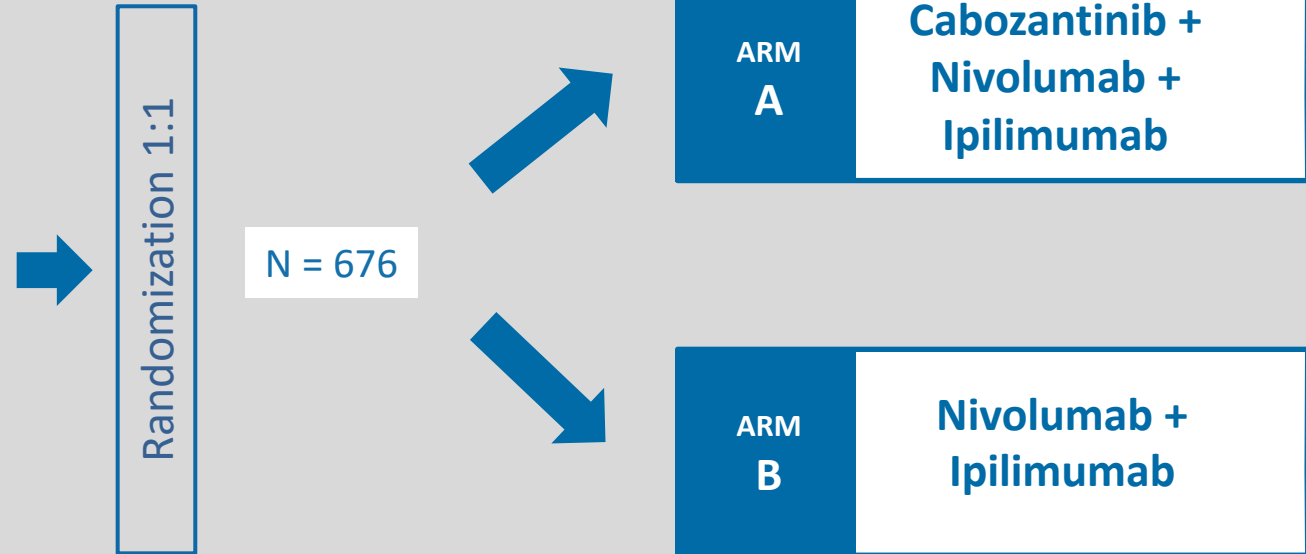 Randomization 1:1
N = 676
ARM
A
Cabozantinib +
Nivolumab +
Ipilimumab
ARM
B
Nivolumab +
Ipilimumab